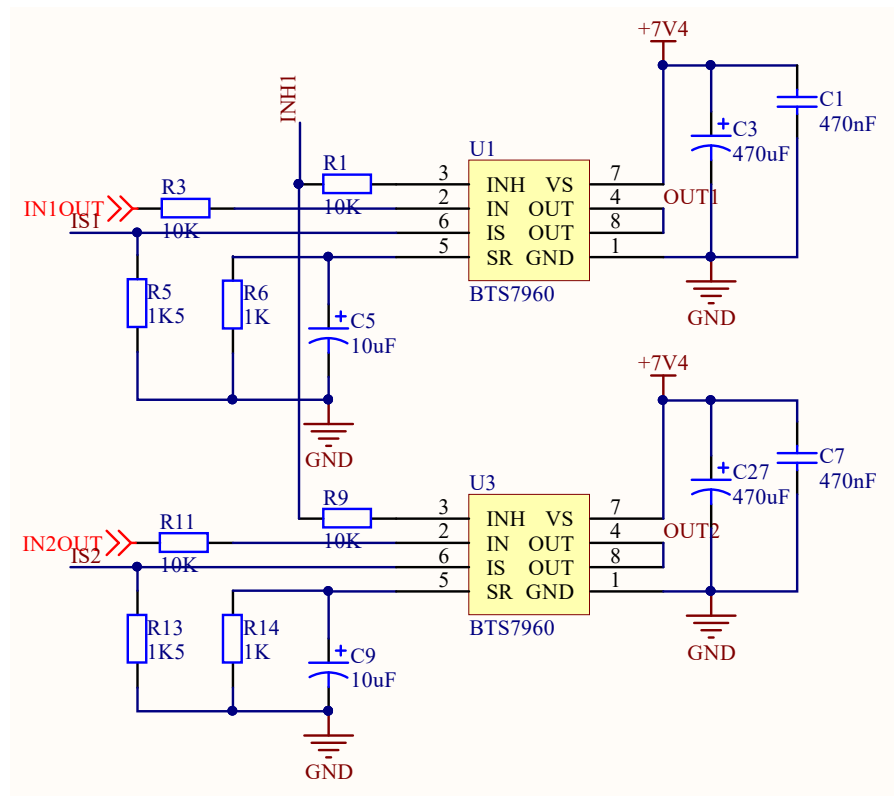 +7V4
INH1
C1
470nF
C3
470uF
U1
R1
10K
3
2
6
5
INH VS
IN OUT
IS OUT
SR GND
7
4
8
1
OUT1
BTS7960
R3
10K
IN1OUT
IS1
R5
1K5
R6
1K
C5
10uF
GND
GND
+7V4
C7
470nF
C27
470uF
U3
R9
10K
3
2
6
5
INH VS
IN OUT
IS OUT
SR GND
7
4
8
1
OUT2
BTS7960
R11
10K
IN2OUT
IS2
R13
1K5
R14
1K
C9
10uF
GND
GND